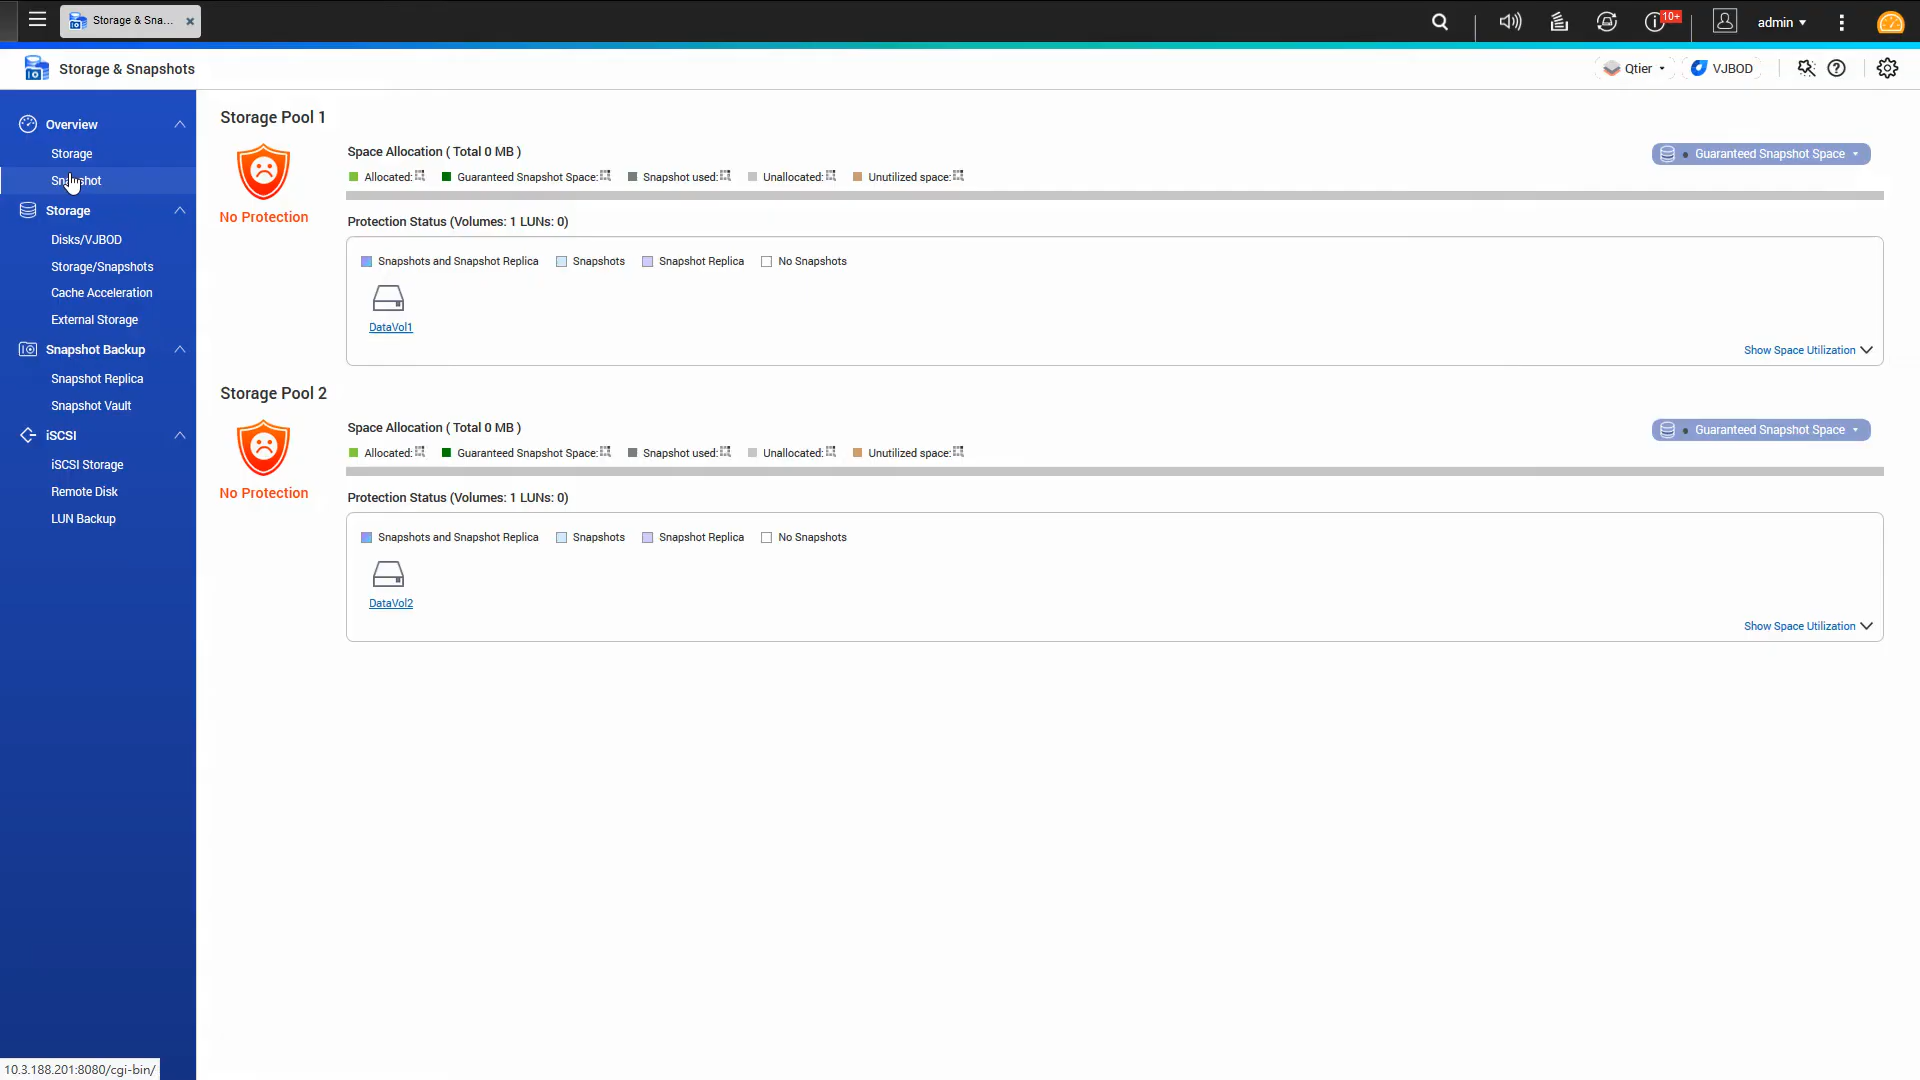 Storage & Sna...
10+
admin
Storage & Snapshots
Qtier
VJBOD
Overview
Storage
Snapshot
Storage
Disks/VJBOD
Storage/Snapshots
Cache Acceleration
External Storage
Snapshot Backup
Snapshot Replica
Snapshot Vault
iSCSI
iSCSI Storage
Remote Disk
LUN Backup
Storage Pool 1
No Protection
Space Allocation ( Total 0 MB )
Guaranteed Snapshot Space
Allocated: Guaranteed Snapshot Space: Snapshot used: Unallocated: Unutilized space:
Protection Status (Volumes: 1 LUNs: 0)
Snapshots and Snapshot Replica Snapshots Snapshot Replica No Snapshots
DataVol1
Show Space Utilization
Storage Pool 2
No Protection
Space Allocation ( Total 0 MB )
Guaranteed Snapshot Space
Allocated: Guaranteed Snapshot Space: Snapshot used: Unallocated: Unutilized space:
Protection Status (Volumes: 1 LUNs: 0)
Snapshots and Snapshot Replica Snapshots Snapshot Replica No Snapshots
DataVol2
Show Space Utilization
10.3.188.201:8080/cgi-bin/